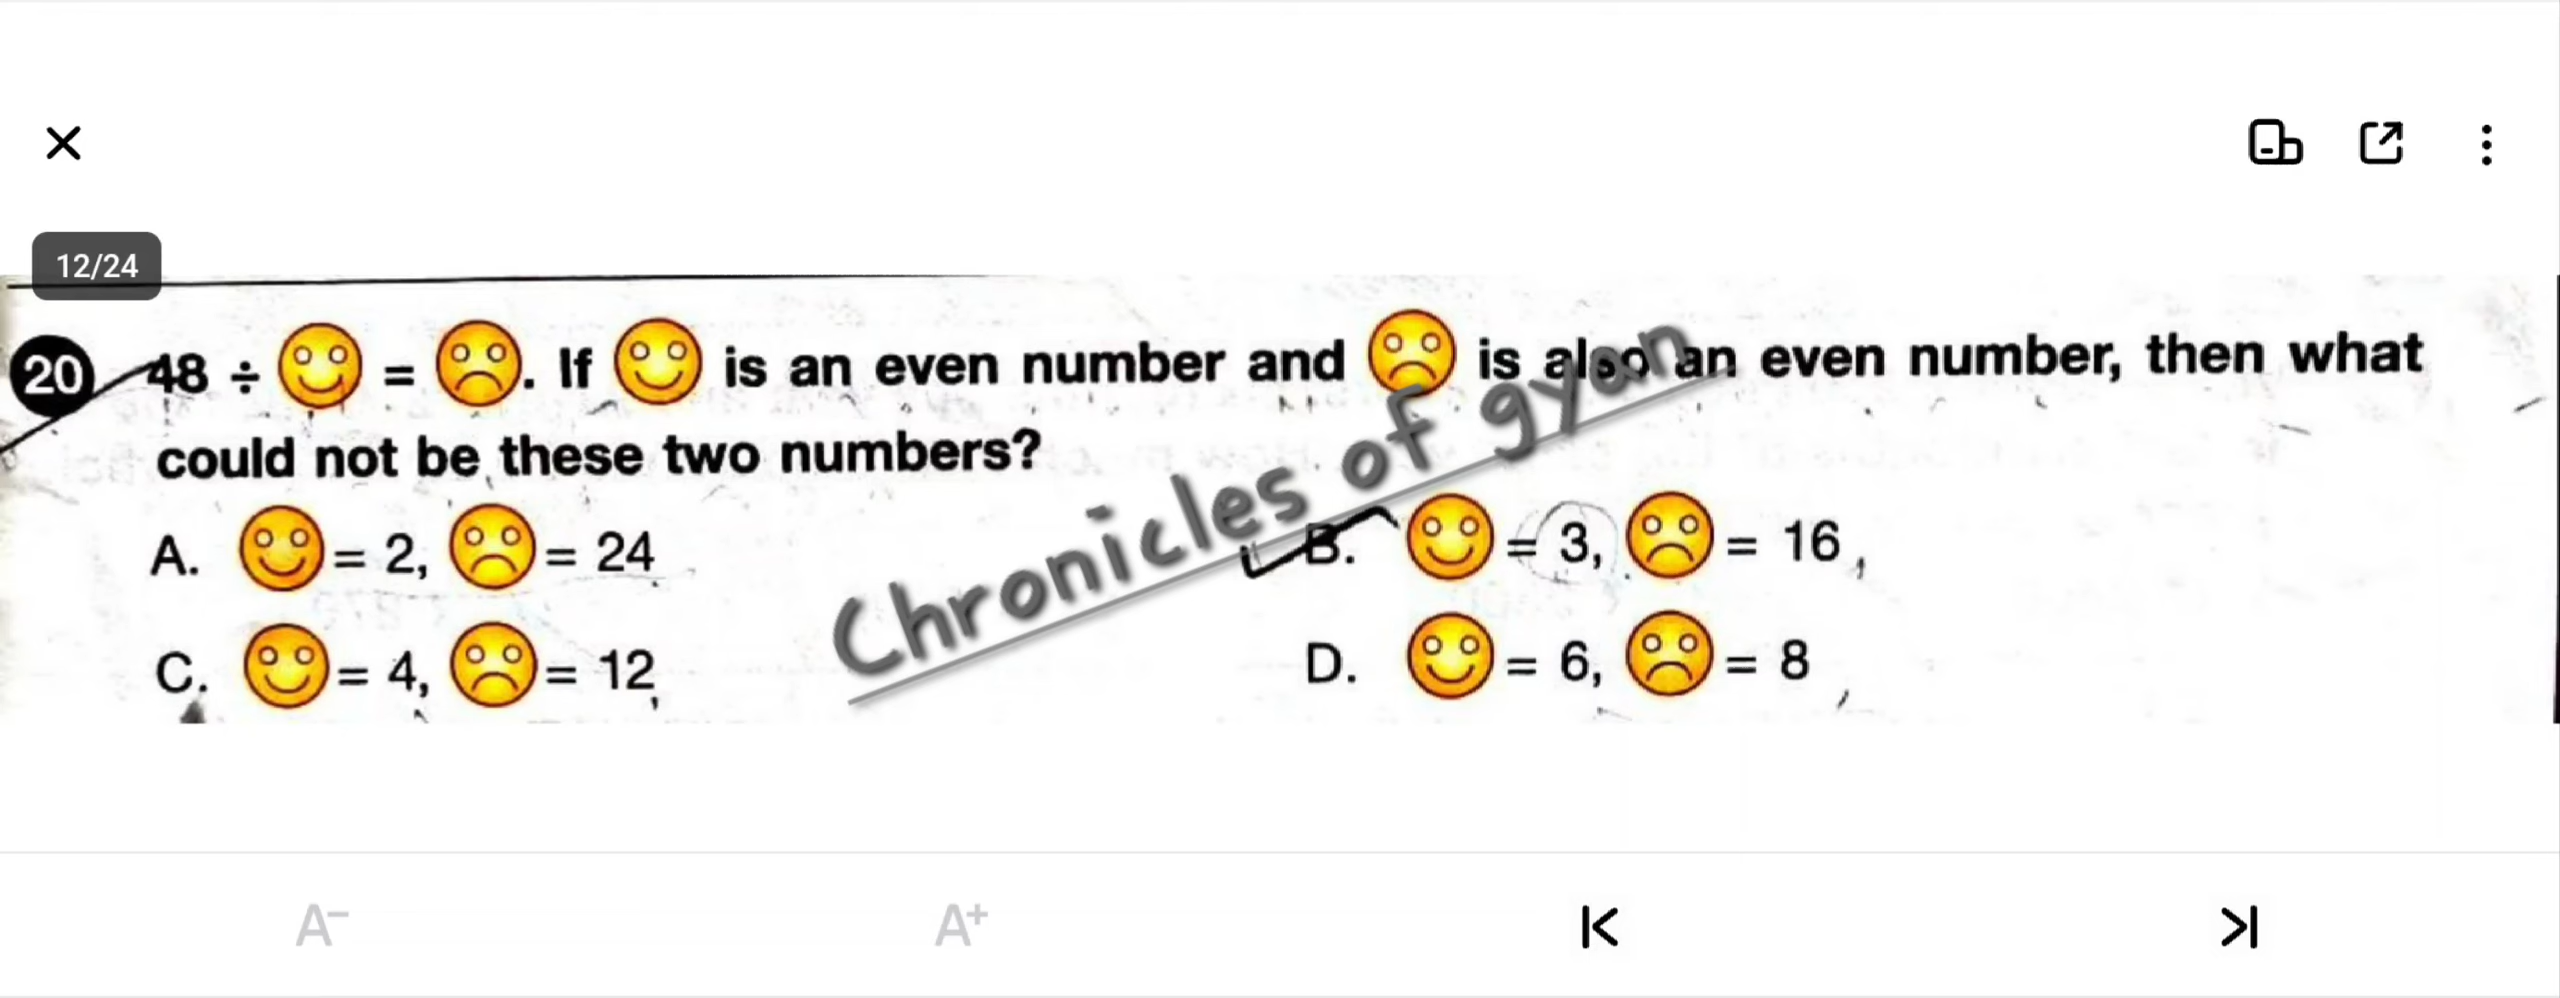 12/24
20 48 ÷ 🙂 = ☹. If 🙂 is an even number and ☹ is also an even number, then what
could not be these two numbers?
A. 🙂 = 2, ☹ = 24
B. 🙂 = 3, ☹ = 16
C. 🙂 = 4, ☹ = 12
D. 🙂 = 6, ☹ = 8
Chronicles of gyan
A− A+